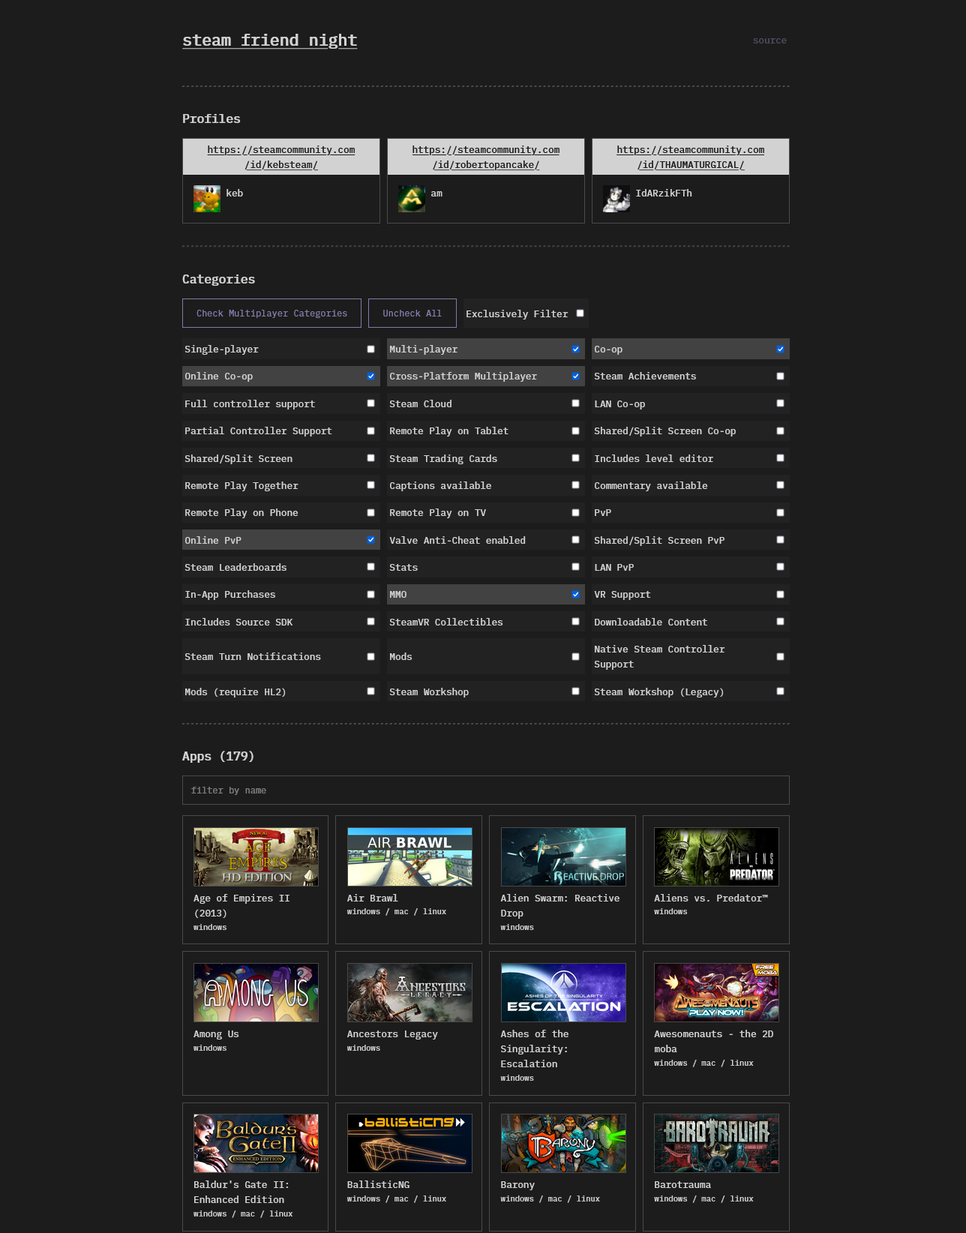 steam friend night
source
Profiles
https://steamcommunity.com
/id/kebsteam/
https://steamcommunity.com
/id/robertopancake/
https://steamcommunity.com
/id/THAUMATURGICAL/
keb
am
IdARzikFTh
Categories
Check Multiplayer Categories
Uncheck All
Exclusively Filter
Single-player
Multi-player
Co-op
Online Co-op
Cross-Platform Multiplayer
Steam Achievements
Full controller support
Steam Cloud
LAN Co-op
Partial Controller Support
Remote Play on Tablet
Shared/Split Screen Co-op
Shared/Split Screen
Steam Trading Cards
Includes level editor
Remote Play Together
Captions available
Commentary available
Remote Play on Phone
Remote Play on TV
PvP
Online PvP
Valve Anti-Cheat enabled
Shared/Split Screen PvP
Steam Leaderboards
Stats
LAN PvP
In-App Purchases
MMO
VR Support
Includes Source SDK
SteamVR Collectibles
Downloadable Content
Steam Turn Notifications
Mods
Native Steam Controller
Support
Mods (require HL2)
Steam Workshop
Steam Workshop (Legacy)
Apps (179)
filter by name
AGE OF
EMPIRES
II
HD EDITION
Age of Empires II
(2013)
windows
AIR BRAWL
Air Brawl
windows / mac / linux
REACTIVE DROP
Alien Swarm: Reactive
Drop
windows
ALIENS
VS
PREDATOR
Aliens vs. Predator™
windows
AMONG US
Among Us
windows
ANCESTORS
LEGACY
Ancestors Legacy
windows
ASHES OF THE SINGULARITY
ESCALATION
Ashes of the
Singularity:
Escalation
windows
FREE
MOBA
AWESOMENAUTS
PLAY NOW!
Awesomenauts - the 2D
moba
windows / mac / linux
BALDUR'S
GATE II
ENHANCED EDITION
Baldur's Gate II:
Enhanced Edition
windows / mac / linux
BALLISTICNG
BallisticNG
windows / mac / linux
BARONY
Barony
windows / mac / linux
BAROTRAUMA
Barotrauma
windows / mac / linux